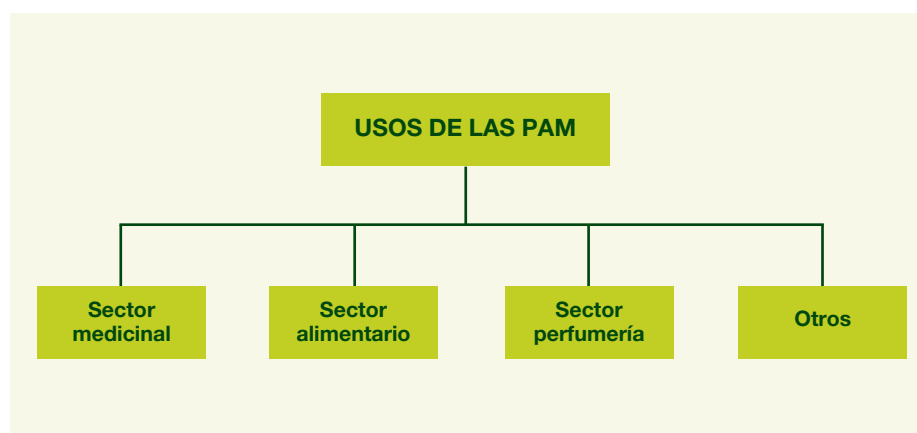 USOS DE LAS PAM
Sector
medicinal
Sector
alimentario
Sector
perfumería
Otros